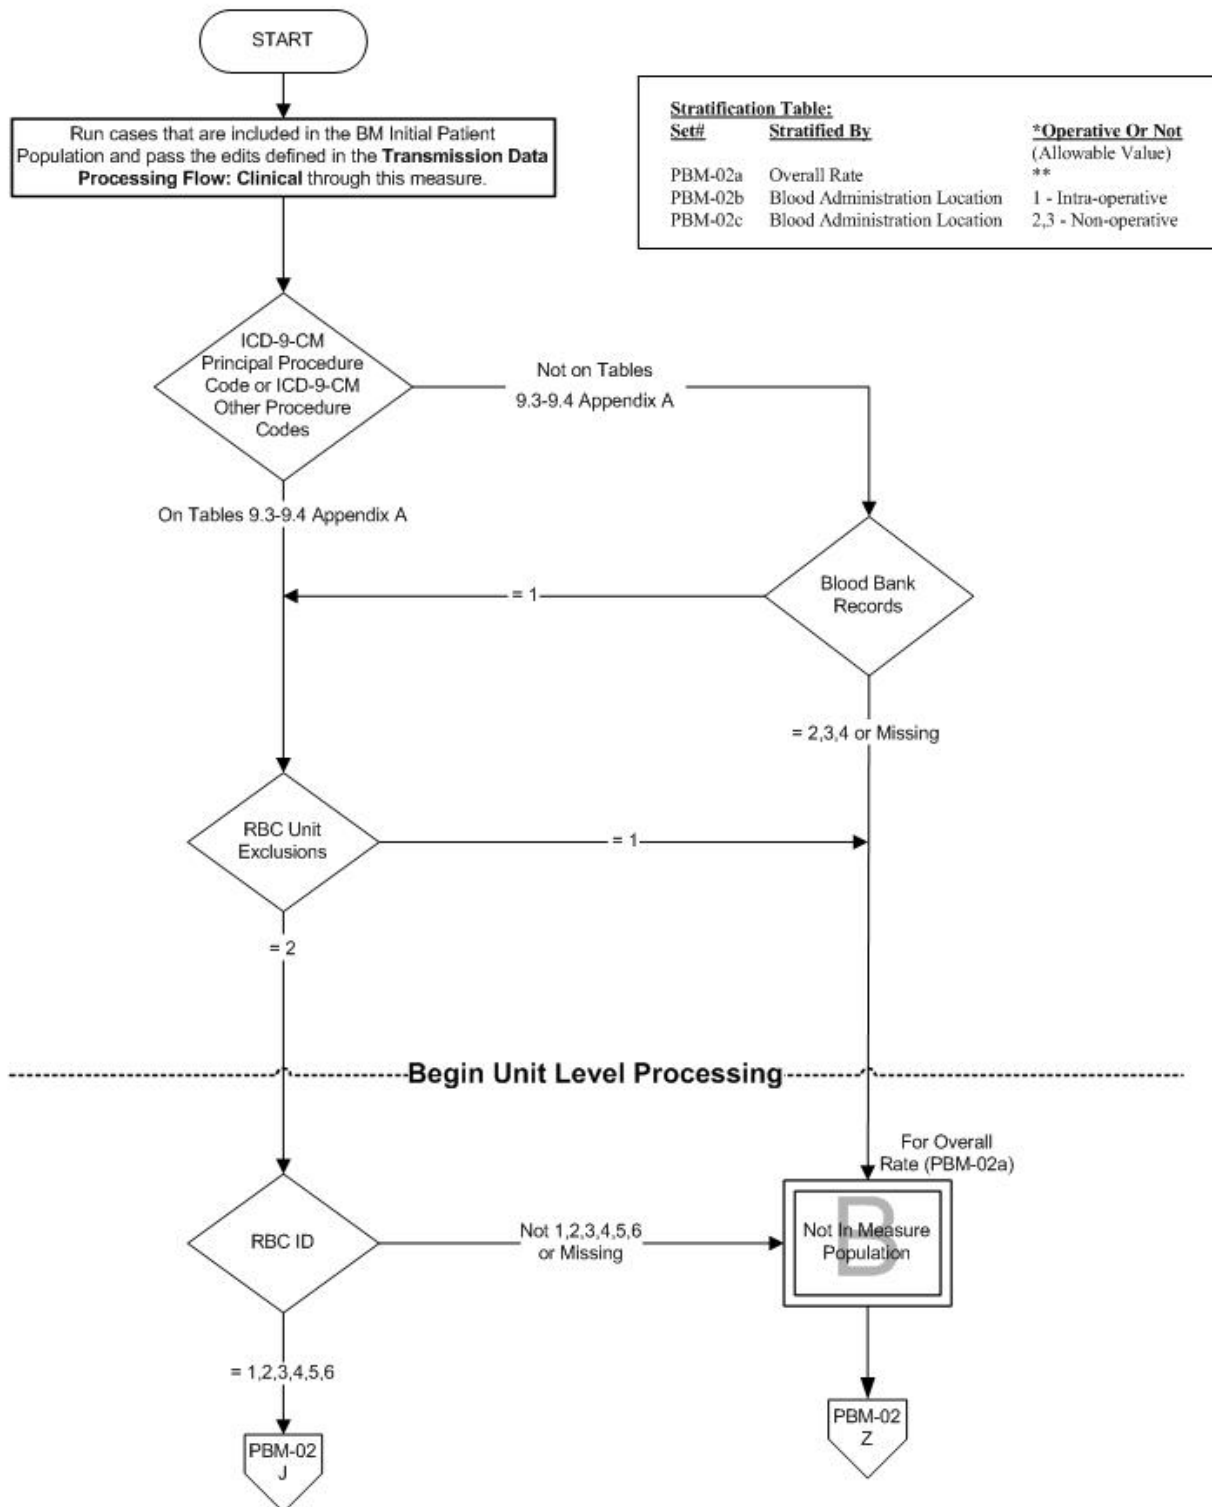 START
Run cases that are included in the BM Initial Patient
Population and pass the edits defined in the Transmission Data
Processing Flow: Clinical through this measure.
Stratification Table:
Set# Stratified By *Operative Or Not
(Allowable Value)
PBM-02a Overall Rate **
PBM-02b Blood Administration Location 1 - Intra-operative
PBM-02c Blood Administration Location 2,3 - Non-operative
ICD-9-CM
Principal Procedure
Code or ICD-9-CM
Other Procedure
Codes
Not on Tables
9.3-9.4 Appendix A
On Tables 9.3-9.4 Appendix A
Blood Bank
Records
= 1
= 2,3,4 or Missing
RBC Unit
Exclusions
= 1
= 2
Begin Unit Level Processing
For Overall
Rate (PBM-02a)
RBC ID
Not 1,2,3,4,5,6
or Missing
B
Not In Measure
Population
= 1,2,3,4,5,6
PBM-02
J
PBM-02
Z